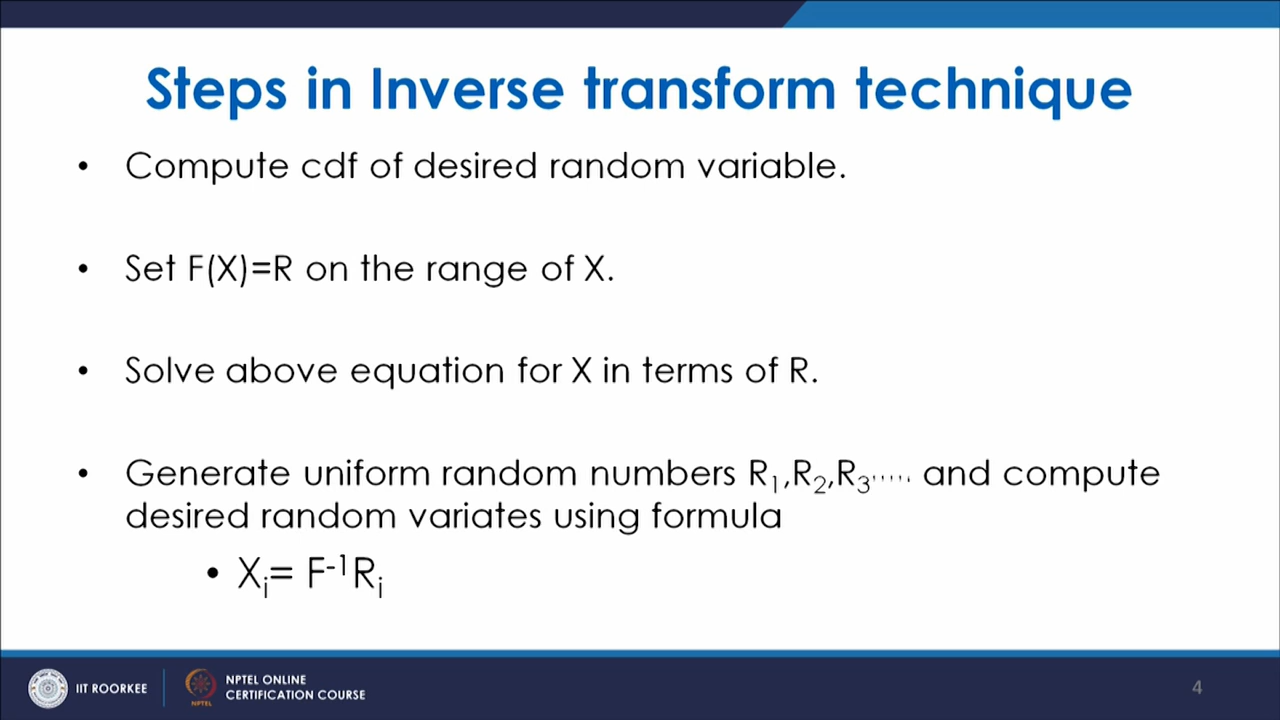 Steps in Inverse transform technique
• Compute cdf of desired random variable.
• Set F(X)=R on the range of X.
• Solve above equation for X in terms of R.
• Generate uniform random numbers R₁,R₂,R₃,.... and compute
desired random variates using formula
• Xᵢ= F⁻¹Rᵢ
IIT ROORKEE
NPTEL
NPTEL ONLINE
CERTIFICATION COURSE
4